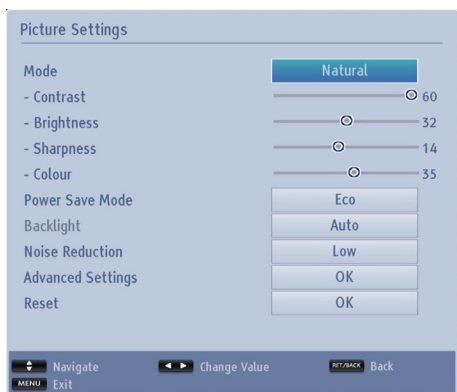 Picture Settings
Mode Natural
- Contrast 60
- Brightness 32
- Sharpness 14
- Colour 35
Power Save Mode Eco
Backlight Auto
Noise Reduction Low
Advanced Settings OK
Reset OK
Navigate Change Value RET/BACK Back
MENU Exit